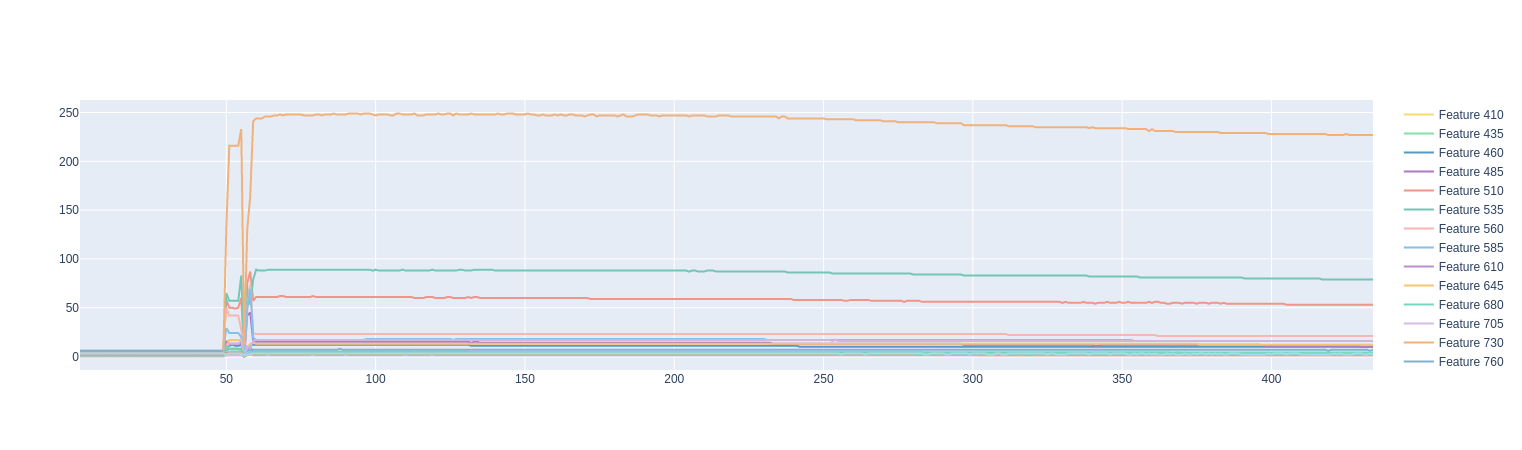 250
200
150
100
50
0
50 100 150 200 250 300 350 400
Feature 410
Feature 435
Feature 460
Feature 485
Feature 510
Feature 535
Feature 560
Feature 585
Feature 610
Feature 645
Feature 680
Feature 705
Feature 730
Feature 760